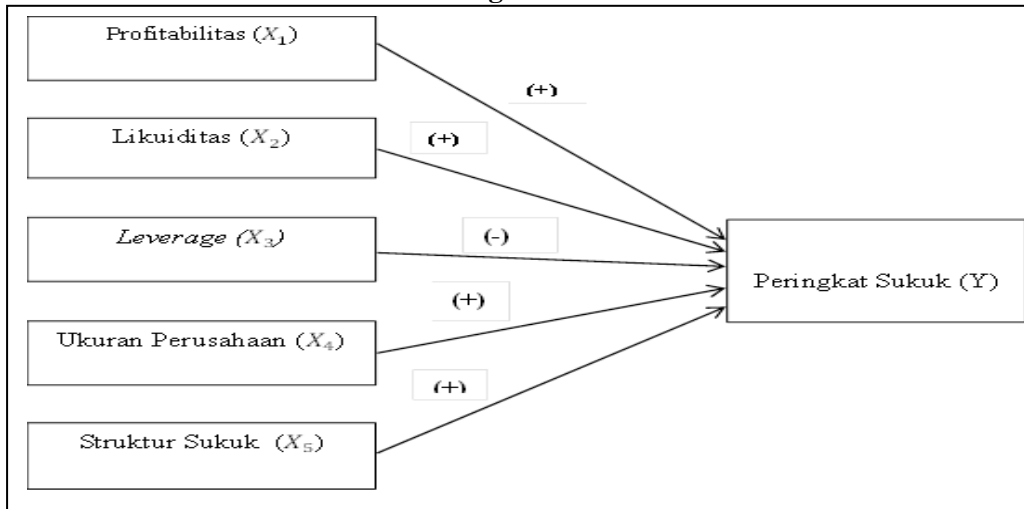 Profitabilitas (X₁)
(+)
Likuiditas (X₂)
(+)
Leverage (X₃)
(-)
Peringkat Sukuk (Y)
(+)
Ukuran Perusahaan (X₄)
(+)
Struktur Sukuk (X₅)